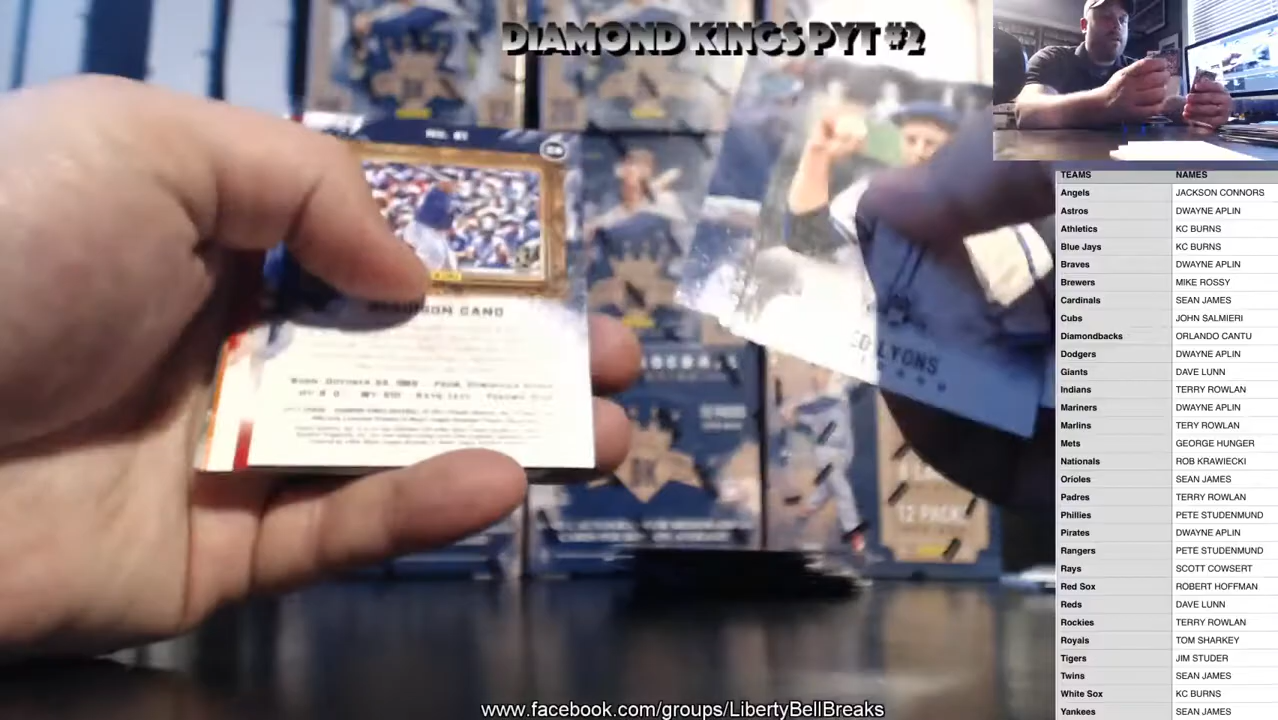 DIAMOND KINGS PYT #2
TEAMS NAMES
Angels JACKSON CONNORS
Astros DWAYNE APLIN
Athletics KC BURNS
Blue Jays KC BURNS
Braves DWAYNE APLIN
Brewers MIKE ROSSY
Cardinals SEAN JAMES
Cubs JOHN SALMIERI
Diamondbacks ORLANDO CANTU
Dodgers DWAYNE APLIN
Giants DAVE LUNN
Indians TERRY ROWLAN
Mariners DWAYNE APLIN
Marlins TERY ROWLAN
Mets GEORGE HUNGER
Nationals ROB KRAWIECKI
Orioles SEAN JAMES
Padres TERRY ROWLAN
Phillies PETE STUDENMUND
Pirates DWAYNE APLIN
Rangers PETE STUDENMUND
Rays SCOTT COWSERT
Red Sox ROBERT HOFFMAN
Reds DAVE LUNN
Rockies TERRY ROWLAN
Royals TOM SHARKEY
Tigers JIM STUDER
Twins SEAN JAMES
White Sox KC BURNS
Yankees SEAN JAMES
CANO
LYONS
12 PACK
www.facebook.com/groups/LibertyBellBreaks